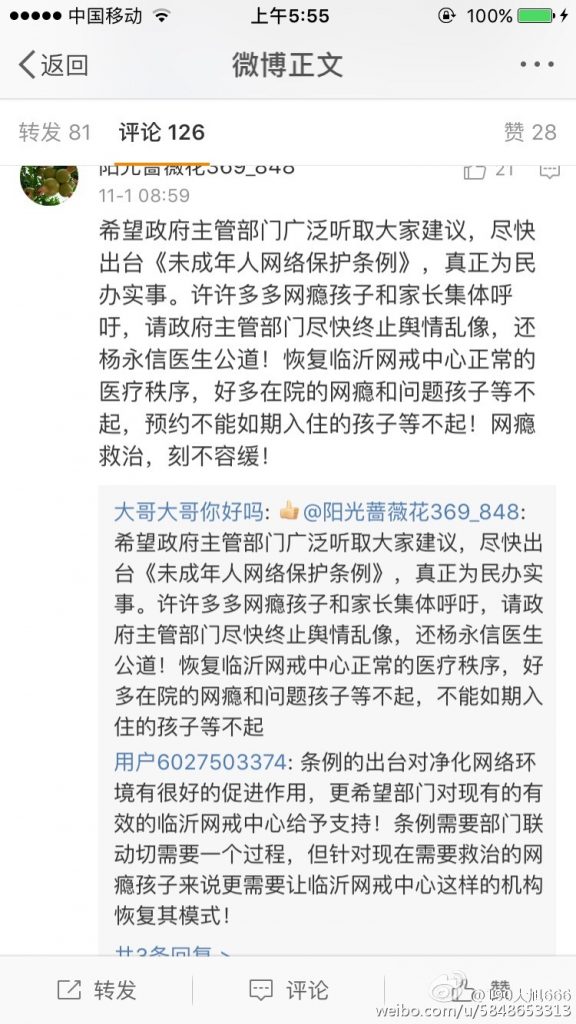 中国移动 上午5:55 100%
返回 微博正文
转发 81 评论 126 赞 28
阳光蔷薇花369_848 21
11-1 08:59
希望政府主管部门广泛听取大家建议，尽快
出台《未成年人网络保护条例》，真正为民
办实事。许许多多网瘾孩子和家长集体呼
吁，请政府主管部门尽快终止舆情乱像，还
杨永信医生公道！恢复临沂网戒中心正常的
医疗秩序，好多在院的网瘾和问题孩子等不
起，预约不能如期入住的孩子等不起！网瘾
救治，刻不容缓！
大哥大哥你好吗: 👍@阳光蔷薇花369_848:
希望政府主管部门广泛听取大家建议，尽快出
台《未成年人网络保护条例》，真正为民办实
事。许许多多网瘾孩子和家长集体呼吁，请政
府主管部门尽快终止舆情乱像，还杨永信医生
公道！恢复临沂网戒中心正常的医疗秩序，好
多在院的网瘾和问题孩子等不起，不能如期入
住的孩子等不起
用户6027503374: 条例的出台对净化网络环
境有很好的促进作用，更希望部门对现有的有
效的临沂网戒中心给予支持！条例需要部门联
动切需要一个过程，但针对现在需要救治的网
瘾孩子来说更需要让临沂网戒中心这样的机构
恢复其模式！
共3条回复 >
转发 评论 赞
@190大旭666
weibo.com/u/5848653313